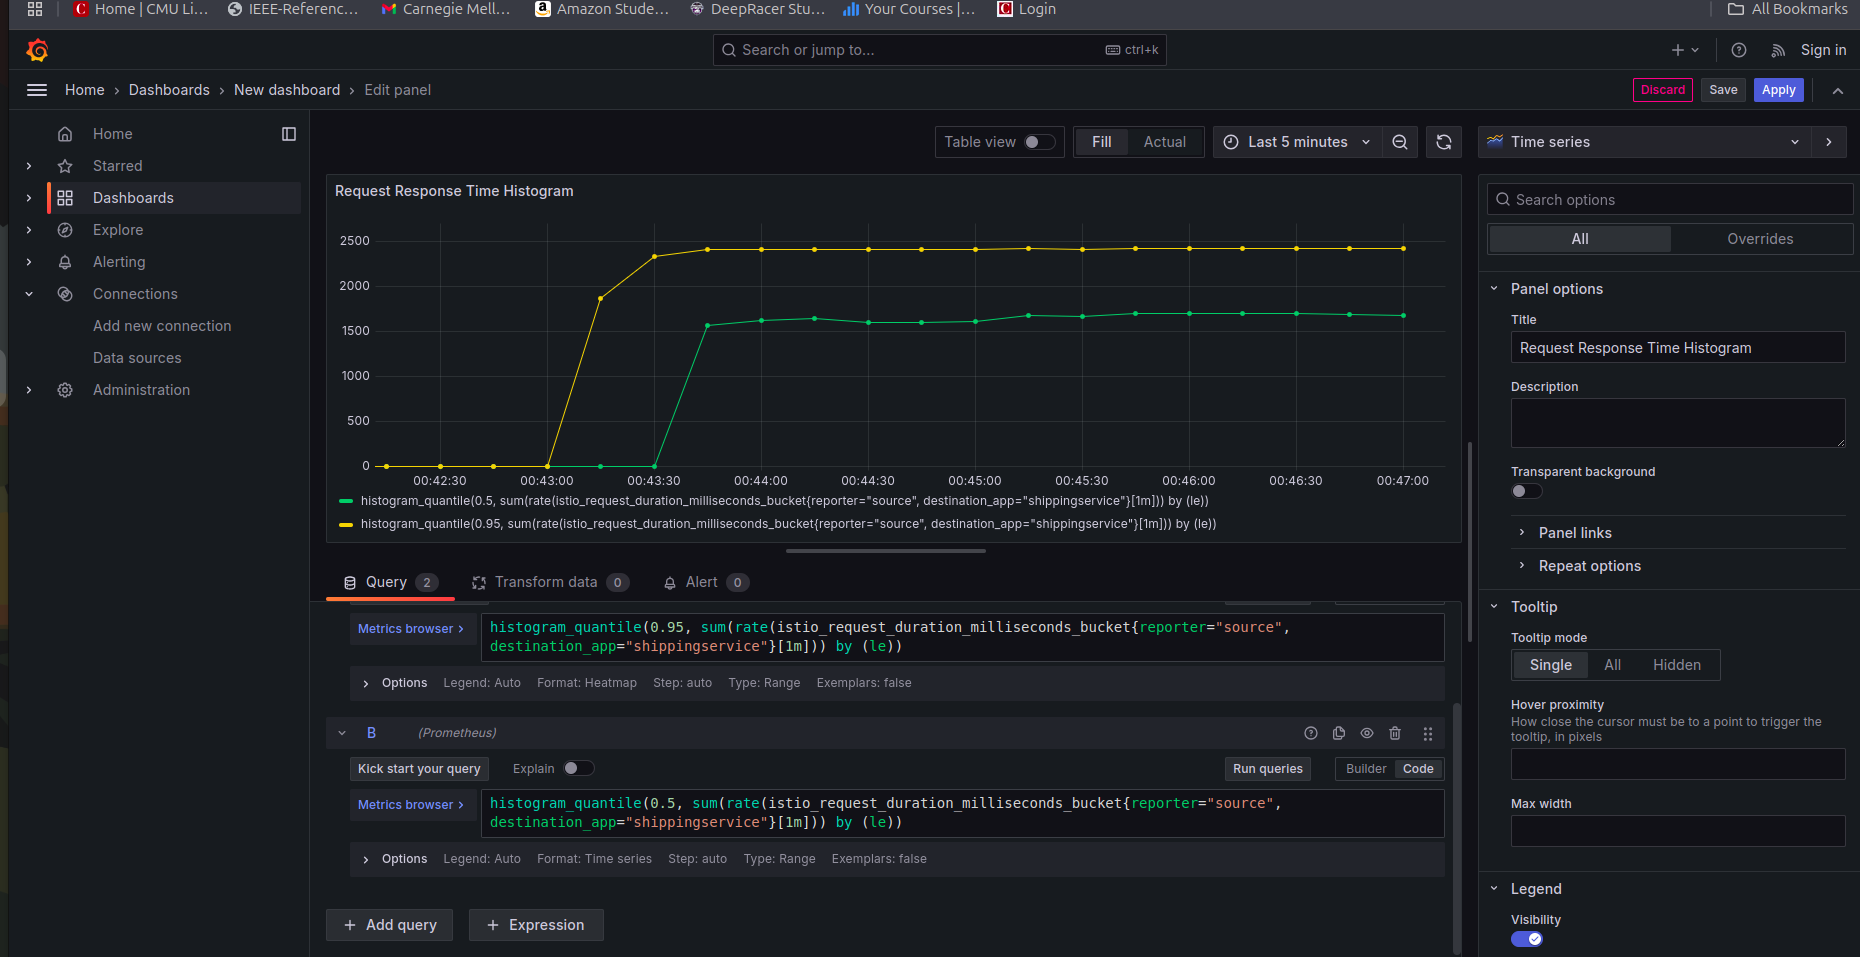 Home | CMU Li...
IEEE-Referenc...
Carnegie Mell...
Amazon Stude...
DeepRacer Stu...
Your Courses |...
Login
All Bookmarks
Search or jump to...
ctrl+k
Sign in
Home › Dashboards › New dashboard › Edit panel
Discard
Save
Apply
Home
Starred
Dashboards
Explore
Alerting
Connections
Add new connection
Data sources
Administration
Table view
Fill
Actual
Last 5 minutes
Request Response Time Histogram
2500
2000
1500
1000
500
0
00:42:30
00:43:00
00:43:30
00:44:00
00:44:30
00:45:00
00:45:30
00:46:00
00:46:30
00:47:00
histogram_quantile(0.5, sum(rate(istio_request_duration_milliseconds_bucket{reporter="source", destination_app="shippingservice"}[1m])) by (le))
histogram_quantile(0.95, sum(rate(istio_request_duration_milliseconds_bucket{reporter="source", destination_app="shippingservice"}[1m])) by (le))
Query 2
Transform data 0
Alert 0
Metrics browser ›
histogram_quantile(0.95, sum(rate(istio_request_duration_milliseconds_bucket{reporter="source",
destination_app="shippingservice"}[1m])) by (le))
Options
Legend: Auto
Format: Heatmap
Step: auto
Type: Range
Exemplars: false
B
(Prometheus)
Kick start your query
Explain
Run queries
Builder
Code
Metrics browser ›
histogram_quantile(0.5, sum(rate(istio_request_duration_milliseconds_bucket{reporter="source",
destination_app="shippingservice"}[1m])) by (le))
Options
Legend: Auto
Format: Time series
Step: auto
Type: Range
Exemplars: false
+ Add query
+ Expression
Time series
Search options
All
Overrides
Panel options
Title
Request Response Time Histogram
Description
Transparent background
Panel links
Repeat options
Tooltip
Tooltip mode
Single
All
Hidden
Hover proximity
How close the cursor must be to a point to trigger the
tooltip, in pixels
Max width
Legend
Visibility